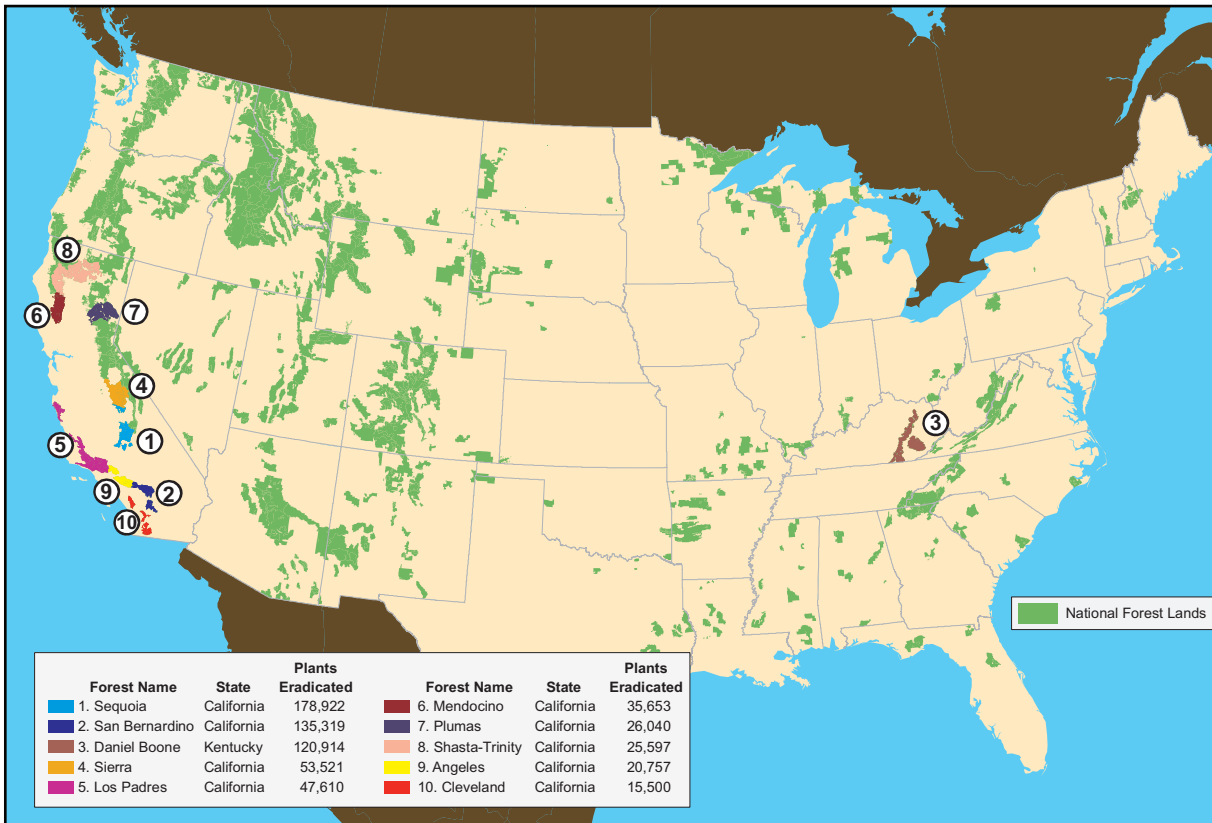 8
6
7
4
3
5
1
9
2
10
National Forest Lands
Plants
Forest Name State Eradicated
1. Sequoia California 178,922
2. San Bernardino California 135,319
3. Daniel Boone Kentucky 120,914
4. Sierra California 53,521
5. Los Padres California 47,610
Plants
Forest Name State Eradicated
6. Mendocino California 35,653
7. Plumas California 26,040
8. Shasta-Trinity California 25,597
9. Angeles California 20,757
10. Cleveland California 15,500